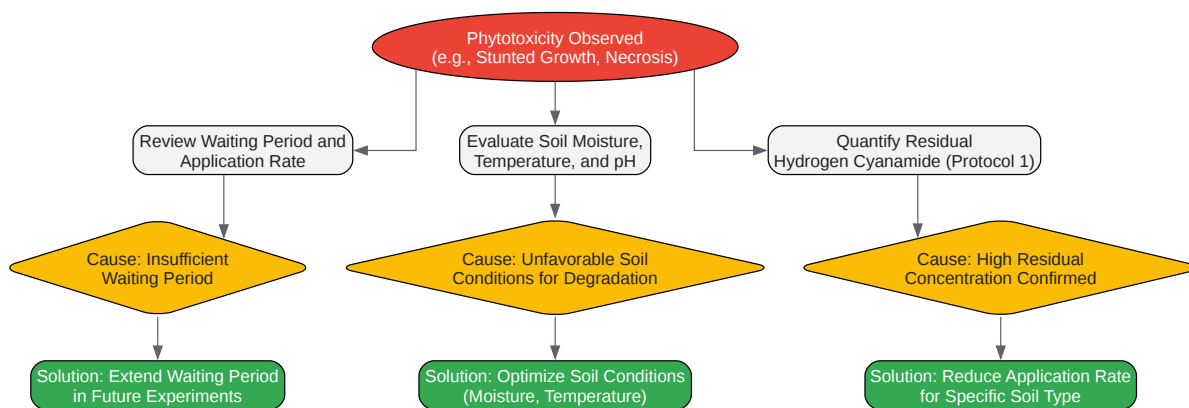 Phytotoxicity Observed
(e.g., Stunted Growth, Necrosis)
Review Waiting Period and
Application Rate
Evaluate Soil Moisture,
Temperature, and pH
Quantify Residual
Hydrogen Cyanamide (Protocol 1)
Cause: Insufficient
Waiting Period
Cause: Unfavorable Soil
Conditions for Degradation
Cause: High Residual
Concentration Confirmed
Solution: Extend Waiting Period
in Future Experiments
Solution: Optimize Soil Conditions
(Moisture, Temperature)
Solution: Reduce Application Rate
for Specific Soil Type